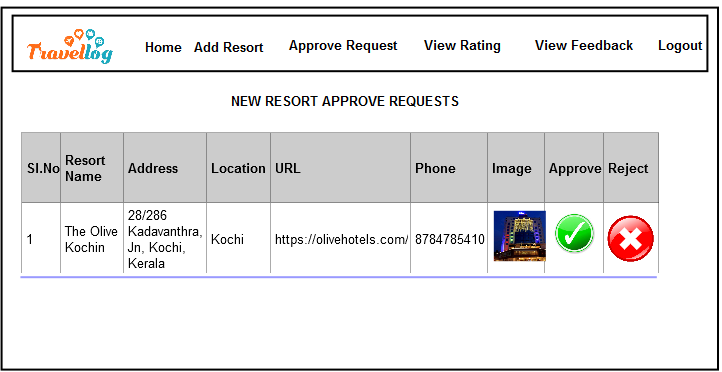 Travellog
Home Add Resort Approve Request View Rating View Feedback Logout
NEW RESORT APPROVE REQUESTS
Sl.No Resort Name Address Location URL Phone Image Approve Reject
1 The Olive Kochin 28/286 Kadavanthra, Jn, Kochi, Kerala Kochi https://olivehotels.com/ 8784785410